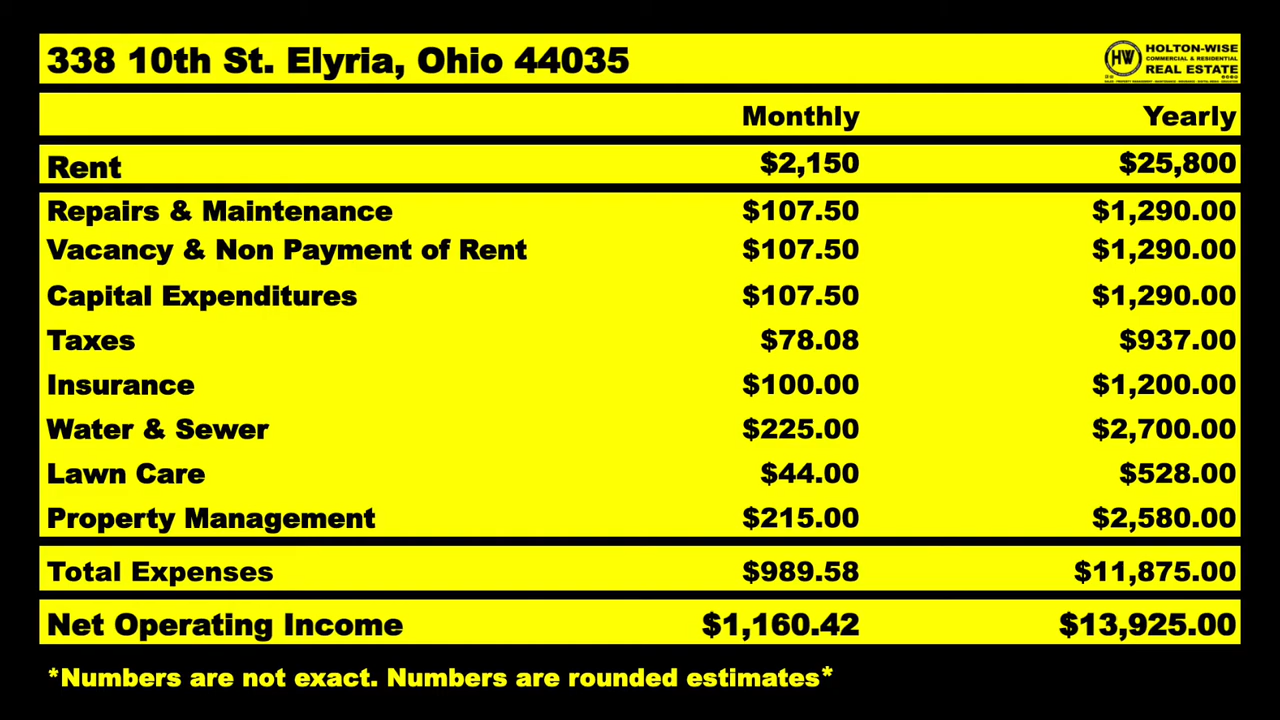 338 10th St. Elyria, Ohio 44035
HW
HOLTON-WISE
COMMERCIAL & RESIDENTIAL
REAL ESTATE
Monthly Yearly
Rent $2,150 $25,800
Repairs & Maintenance $107.50 $1,290.00
Vacancy & Non Payment of Rent $107.50 $1,290.00
Capital Expenditures $107.50 $1,290.00
Taxes $78.08 $937.00
Insurance $100.00 $1,200.00
Water & Sewer $225.00 $2,700.00
Lawn Care $44.00 $528.00
Property Management $215.00 $2,580.00
Total Expenses $989.58 $11,875.00
Net Operating Income $1,160.42 $13,925.00
*Numbers are not exact. Numbers are rounded estimates*